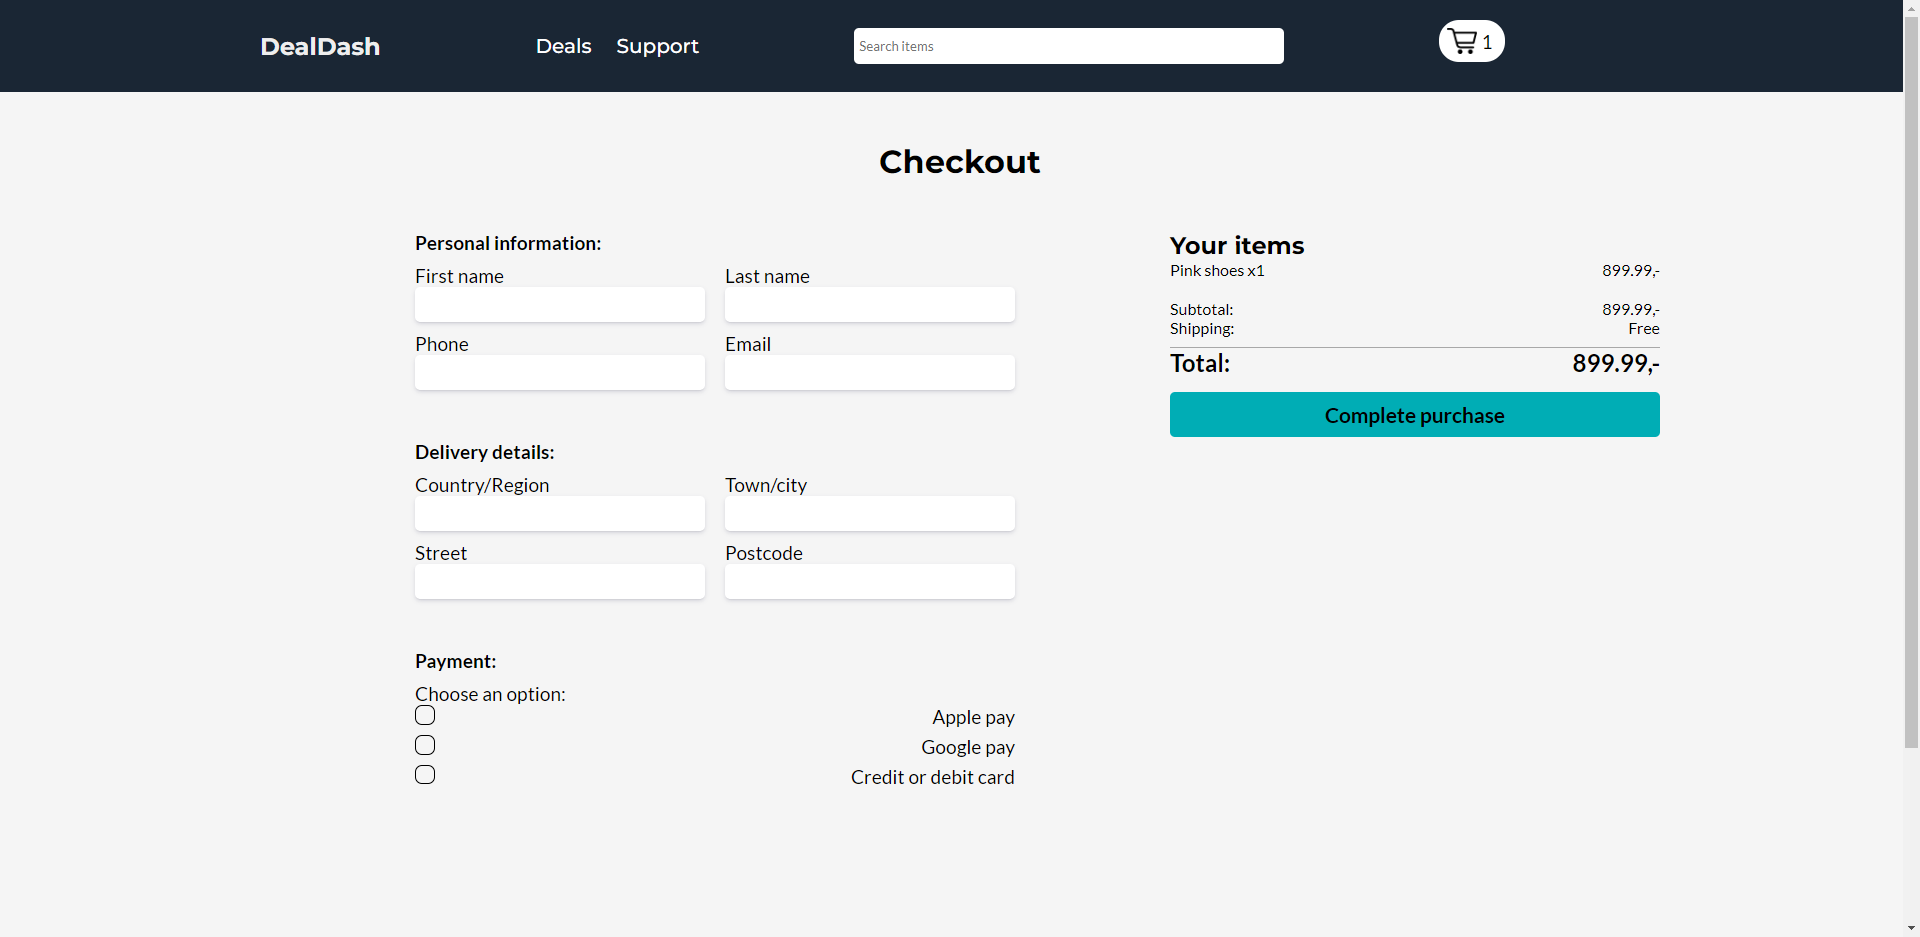 DealDash
Deals Support
Search items
1
Checkout
Personal information:
First name Last name
Phone Email
Delivery details:
Country/Region Town/city
Street Postcode
Payment:
Choose an option:
Apple pay
Google pay
Credit or debit card
Your items
Pink shoes x1 899.99,-
Subtotal: 899.99,-
Shipping: Free
Total: 899.99,-
Complete purchase